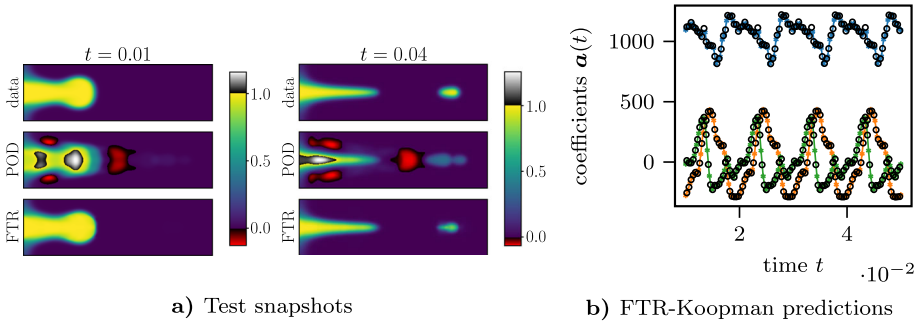 t = 0.01
t = 0.04
data
POD
FTR
1.0
0.5
0.0
data
POD
FTR
1.0
0.5
0.0
a) Test snapshots
coefficients a(t)
1000
500
0
2
4
time t
·10⁻²
b) FTR-Koopman predictions